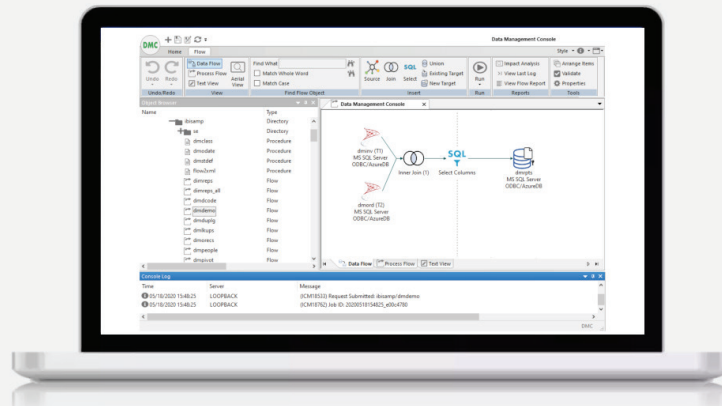 Data Management Console
DMC
Home Flow
Style
Undo Redo
Data Flow
Process Flow
Text View
Aerial View
Find What
Match Whole Word
Match Case
Source Join Select
Union
Existing Target
New Target
Run
Impact Analysis
View Last Log
View Flow Report
Arrange Items
Validate
Properties
Undo/Redo View Find Flow Object Insert Run Reports Tools
Object Browser
Name Type
ibisamp Directory
se Directory
dmclass Procedure
dmodate Procedure
dmstdef Procedure
flow2xml Procedure
dimreps Flow
dimreps_all Flow
dmdcode Flow
dmdemo Flow
dmduplg Flow
dmlkups Flow
dmorecs Flow
dmpeople Flow
dmpivot Flow
Data Management Console
dminv (T1)
MS SQL Server
ODBC/AzureDB
dmord (T2)
MS SQL Server
ODBC/AzureDB
Inner Join (1)
SQL
Select Columns
dmrpts
MS SQL Server
ODBC/AzureDB
Data Flow Process Flow Text View
Console Log
Time Server Message
05/18/2020 15:48:25 LOOPBACK (ICM18533) Request Submitted: ibisamp/dmdemo
05/18/2020 15:48:25 LOOPBACK (ICM18762) Job ID: 20200518154825_e00c4780
DMC